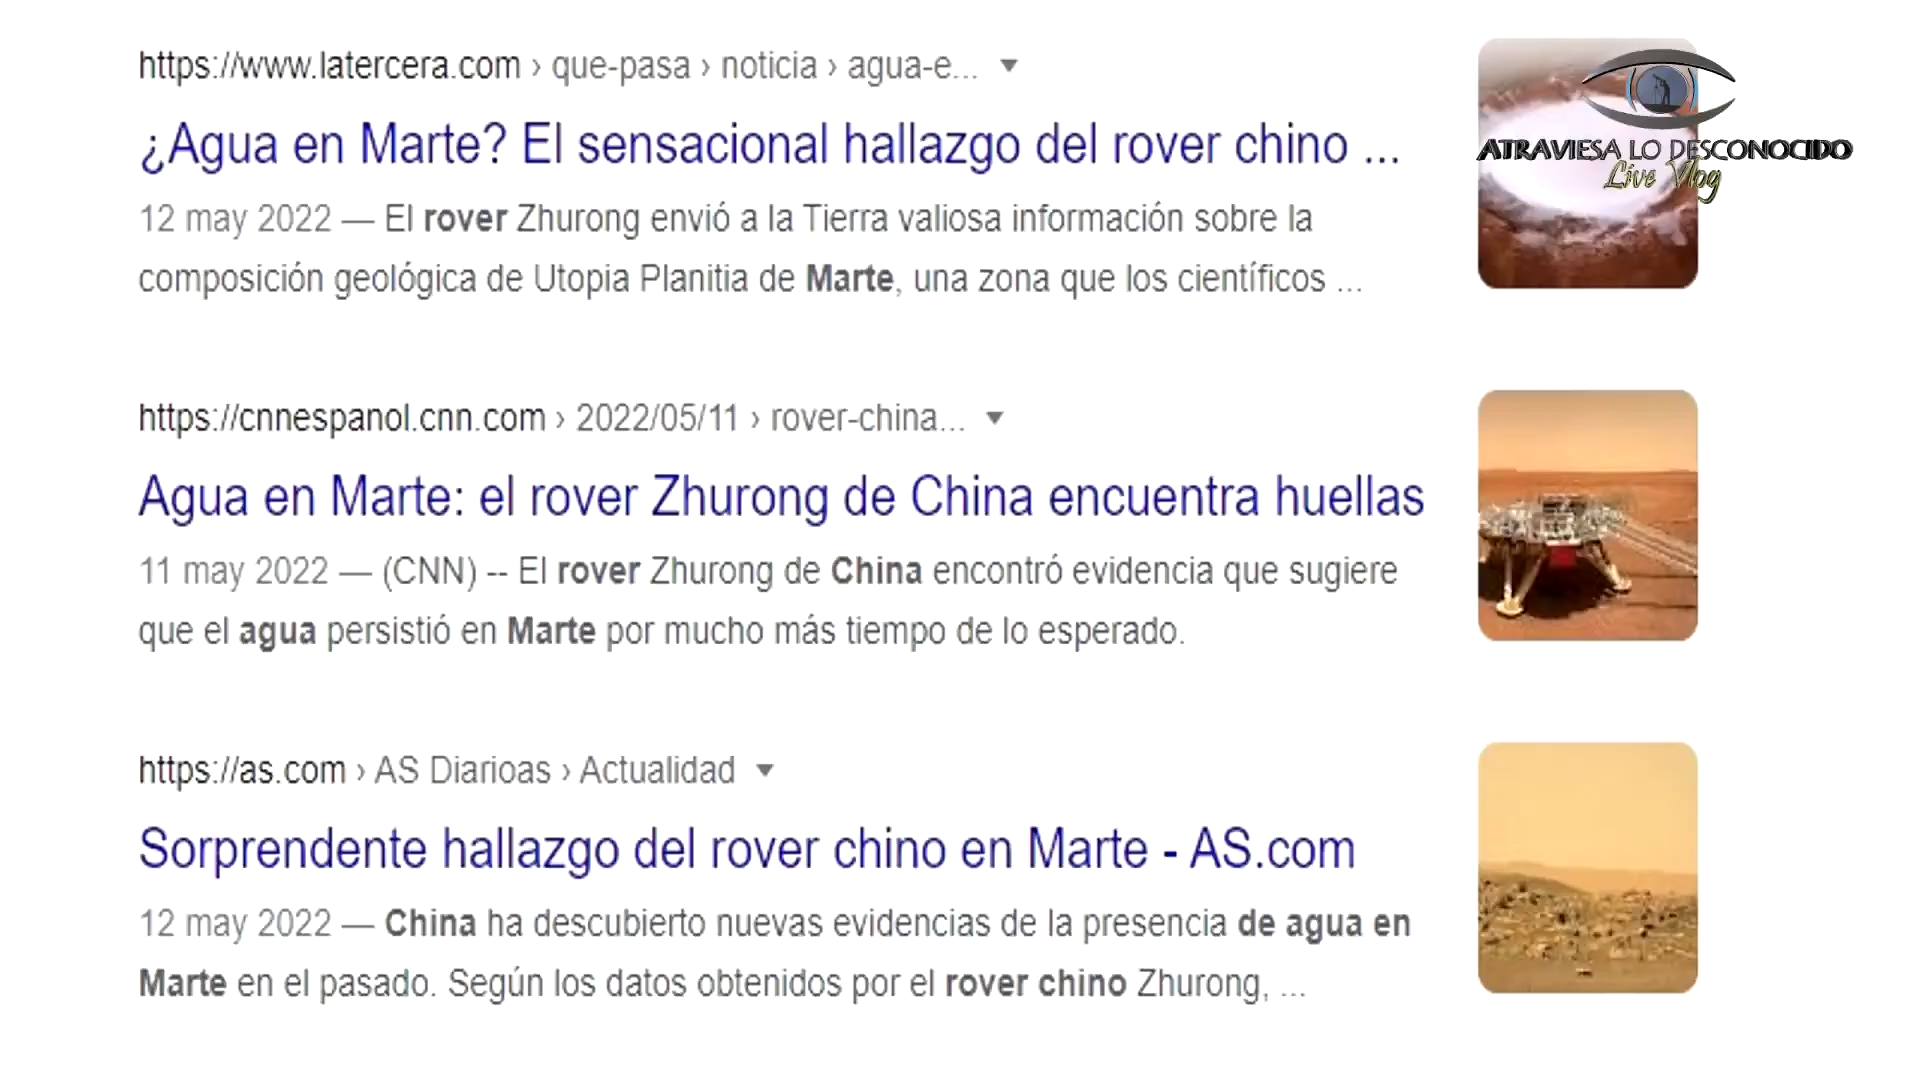 https://www.latercera.com › que-pasa › noticia › agua-e...
¿Agua en Marte? El sensacional hallazgo del rover chino ...
12 may 2022 — El rover Zhurong envió a la Tierra valiosa información sobre la
composición geológica de Utopia Planitia de Marte, una zona que los científicos ...
ATRAVIESA LO DESCONOCIDO
Live Vlog
https://cnnespanol.cnn.com › 2022/05/11 › rover-china...
Agua en Marte: el rover Zhurong de China encuentra huellas
11 may 2022 — (CNN) -- El rover Zhurong de China encontró evidencia que sugiere
que el agua persistió en Marte por mucho más tiempo de lo esperado.
https://as.com › AS Diarioas › Actualidad
Sorprendente hallazgo del rover chino en Marte - AS.com
12 may 2022 — China ha descubierto nuevas evidencias de la presencia de agua en
Marte en el pasado. Según los datos obtenidos por el rover chino Zhurong, ...